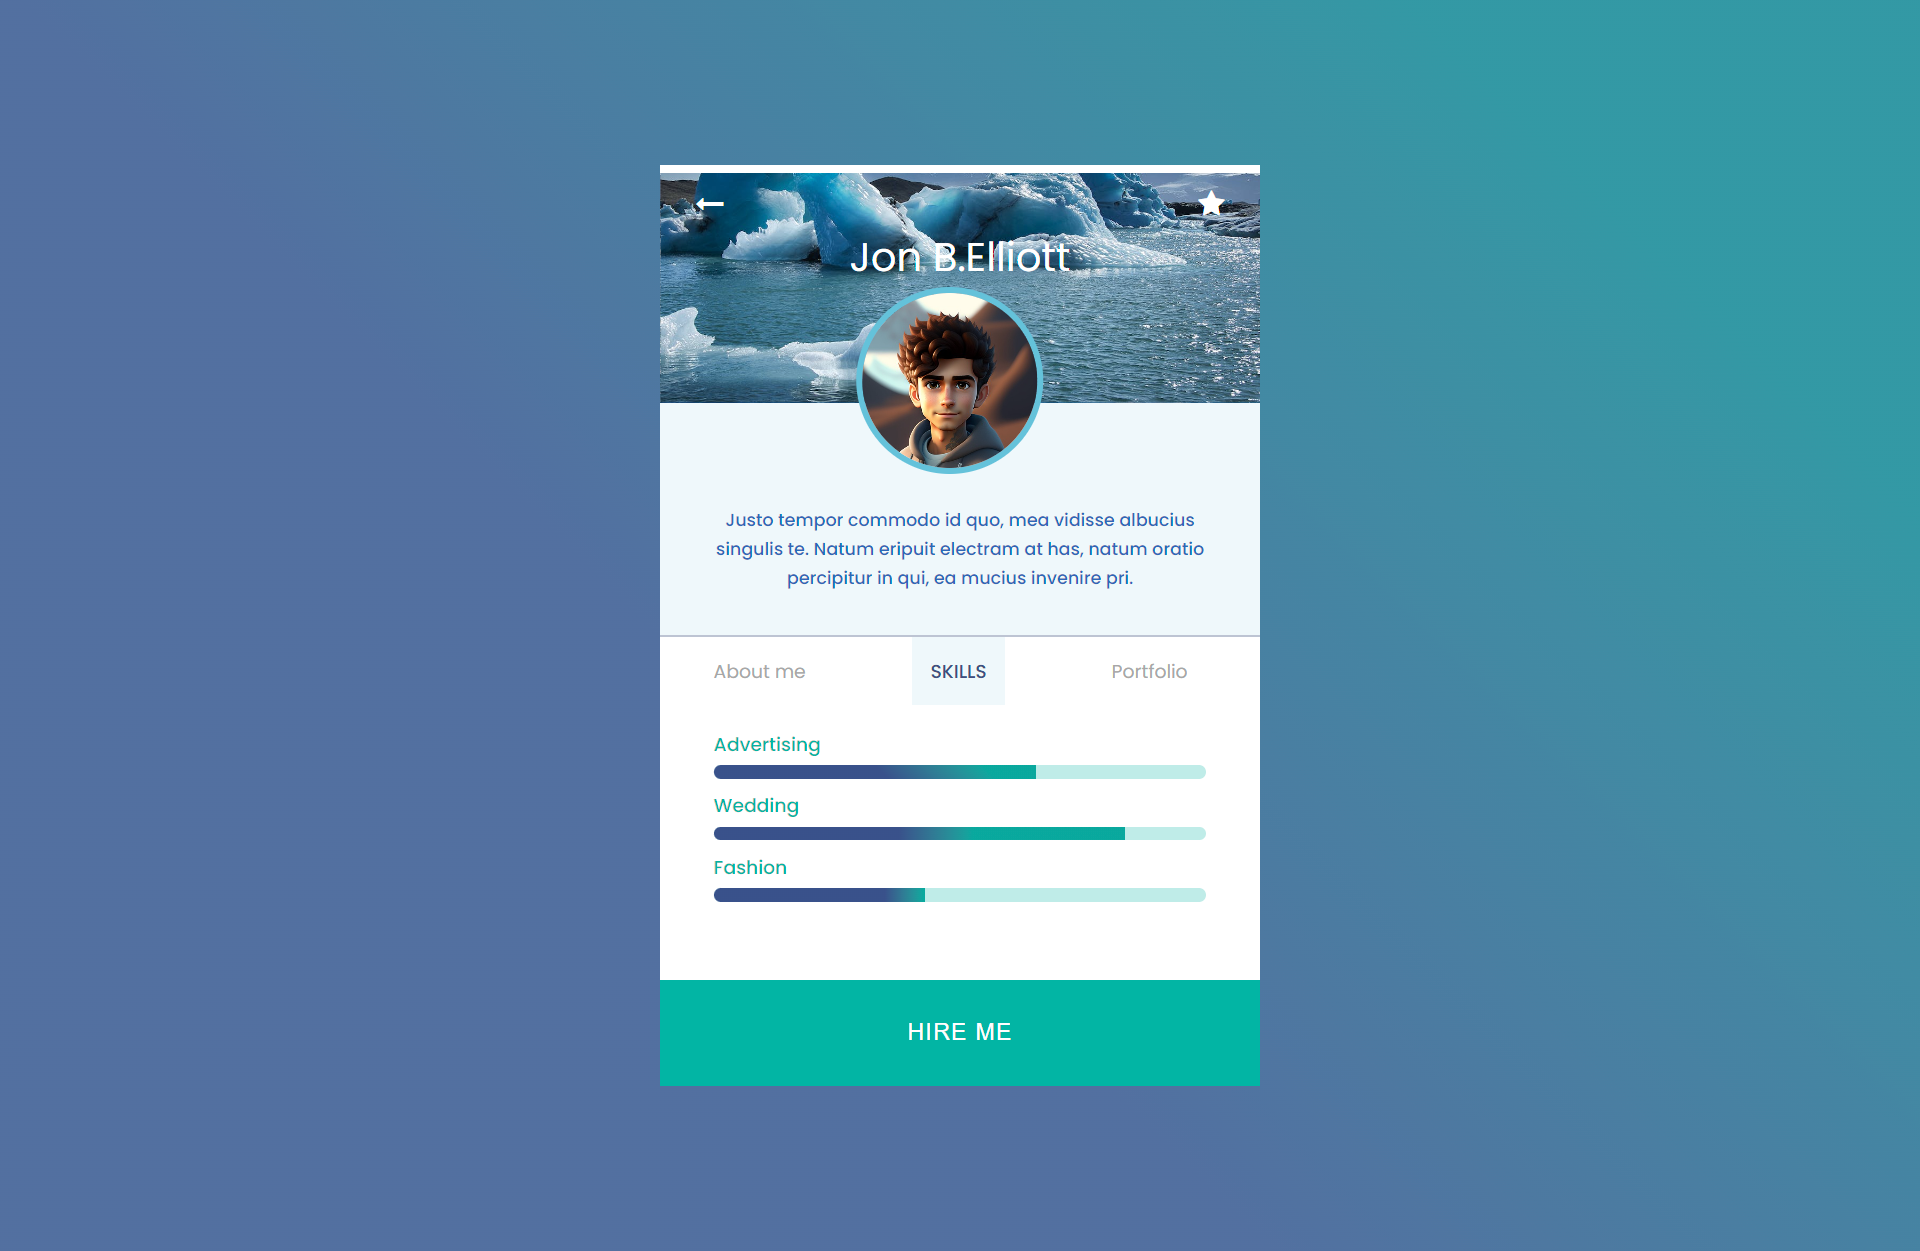 Jon B.Elliott
Justo tempor commodo id quo, mea vidisse albucius
singulis te. Natum eripuit electram at has, natum oratio
percipitur in qui, ea mucius invenire pri.
About me
SKILLS
Portfolio
Advertising
Wedding
Fashion
HIRE ME